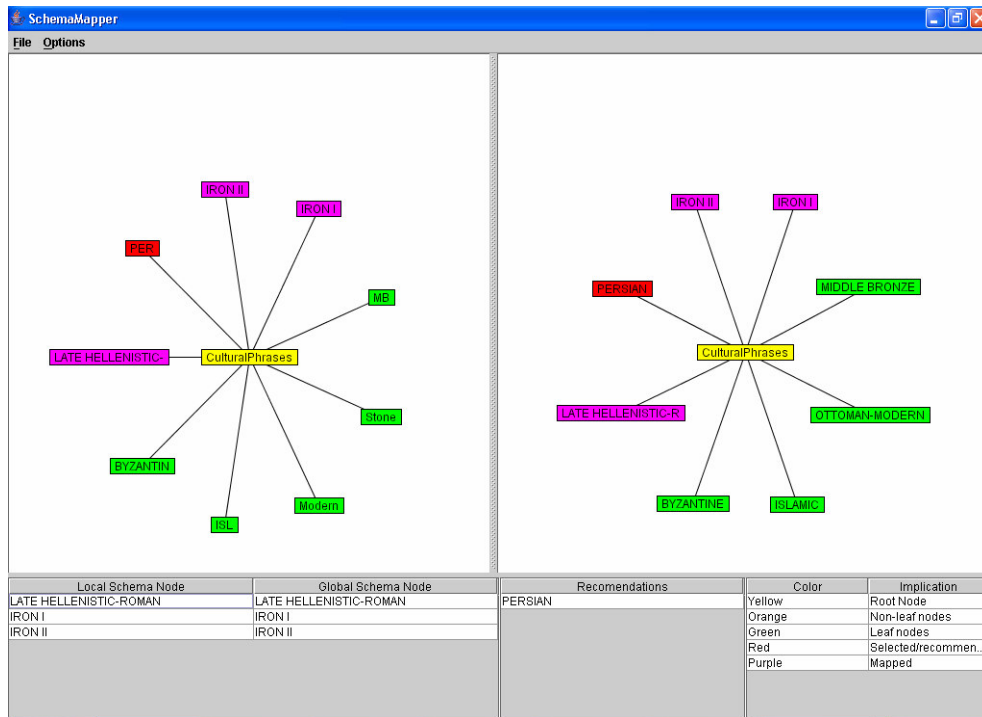 SchemaMapper
File Options
IRON II
IRON I
PER
MB
LATE HELLENISTIC-
CulturalPhrases
Stone
BYZANTIN
Modern
ISL
IRON II
IRON I
PERSIAN
MIDDLE BRONZE
CulturalPhrases
LATE HELLENISTIC-R
OTTOMAN-MODERN
BYZANTINE
ISLAMIC
Local Schema Node Global Schema Node
LATE HELLENISTIC-ROMAN LATE HELLENISTIC-ROMAN
IRON I IRON I
IRON II IRON II
Recomendations
PERSIAN
Color Implication
Yellow Root Node
Orange Non-leaf nodes
Green Leaf nodes
Red Selected/recommen...
Purple Mapped